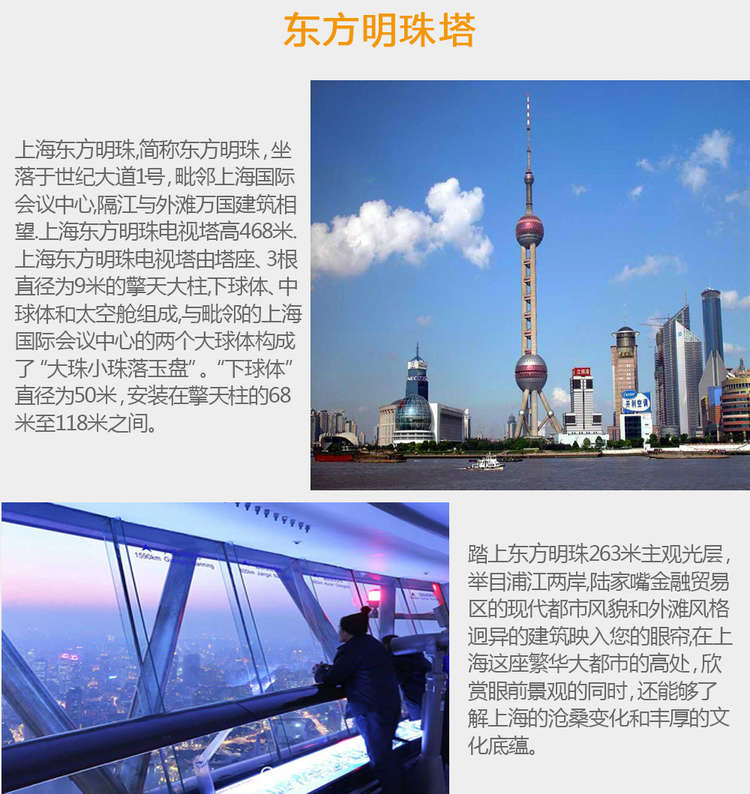 东方明珠塔
上海东方明珠,简称东方明珠,坐
落于世纪大道1号,毗邻上海国际
会议中心,隔江与外滩万国建筑相
望.上海东方明珠电视塔高468米.
上海东方明珠电视塔由塔座、3根
直径为9米的擎天大柱,下球体、中
球体和太空舱组成,与毗邻的上海
国际会议中心的两个大球体构成
了“大珠小珠落玉盘”。“下球体”
直径为50米,安装在擎天柱的68
米至118米之间。
开利空调
1590km
踏上东方明珠263米主观光层,
举目浦江两岸,陆家嘴金融贸易
区的现代都市风貌和外滩风格
迥异的建筑映入您的眼帘,在上
海这座繁华大都市的高处,欣
赏眼前景观的同时,还能够了
解上海的沧桑变化和丰厚的文
化底蕴。